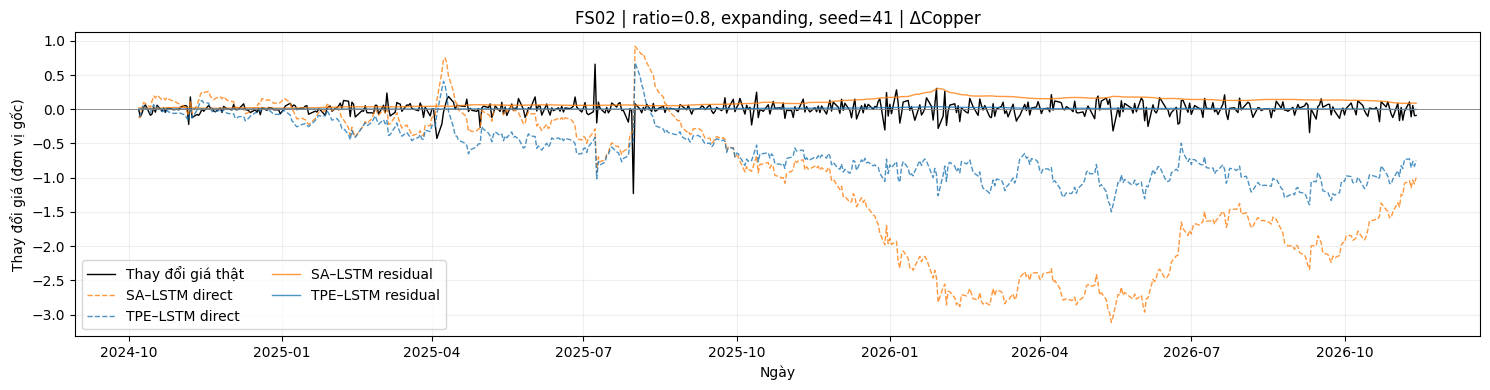 FS02 | ratio=0.8, expanding, seed=41 | ΔCopper
Thay đổi giá (đơn vị gốc)
1.0
0.5
0.0
−0.5
−1.0
−1.5
−2.0
−2.5
−3.0
Thay đổi giá thật
SA–LSTM direct
TPE–LSTM direct
SA–LSTM residual
TPE–LSTM residual
2024-10 2025-01 2025-04 2025-07 2025-10 2026-01 2026-04 2026-07 2026-10
Ngày